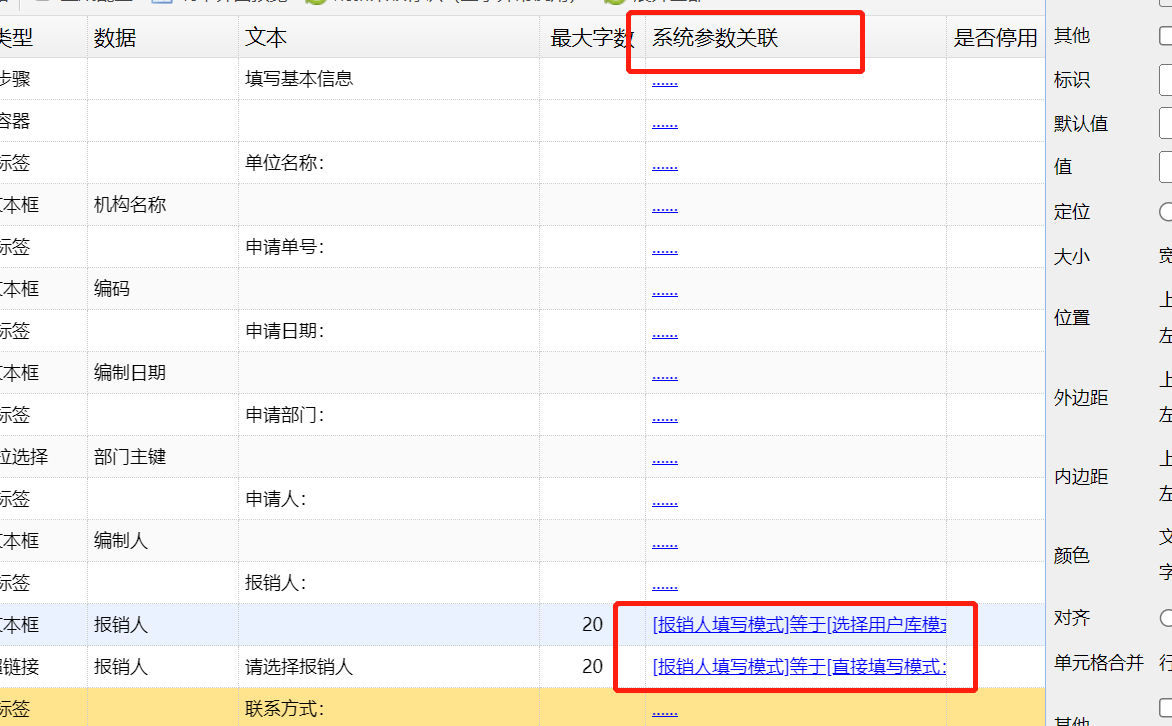 类型 数据 文本 最大字数 系统参数关联 是否停用 其他
步骤 填写基本信息 ...... 标识
容器 ...... 默认值
标签 单位名称： ...... 值
文本框 机构名称 ...... 定位
标签 申请单号： ...... 大小 宽
文本框 编码 ...... 上
标签 申请日期： ...... 位置 左
文本框 编制日期 ...... 上
标签 申请部门： ...... 外边距 左
拉选择 部门主键 ...... 上
标签 申请人： ...... 内边距 左
文本框 编制人 ...... 文
标签 报销人： ...... 颜色 字
文本框 报销人 20 [报销人填写模式]等于[选择用户库模式 对齐
超链接 报销人 请选择报销人 20 [报销人填写模式]等于[直接填写模式： 单元格合并 行
标签 联系方式： ...... 其他